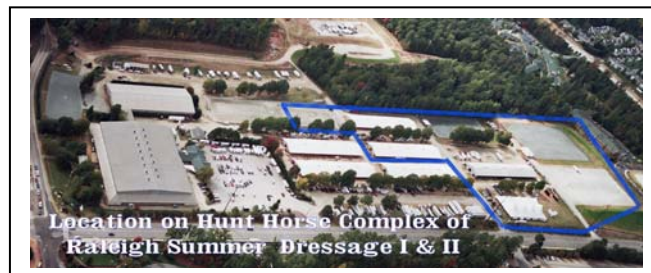 Location on Hunt Horse Complex of
Raleigh Summer Dressage I & II